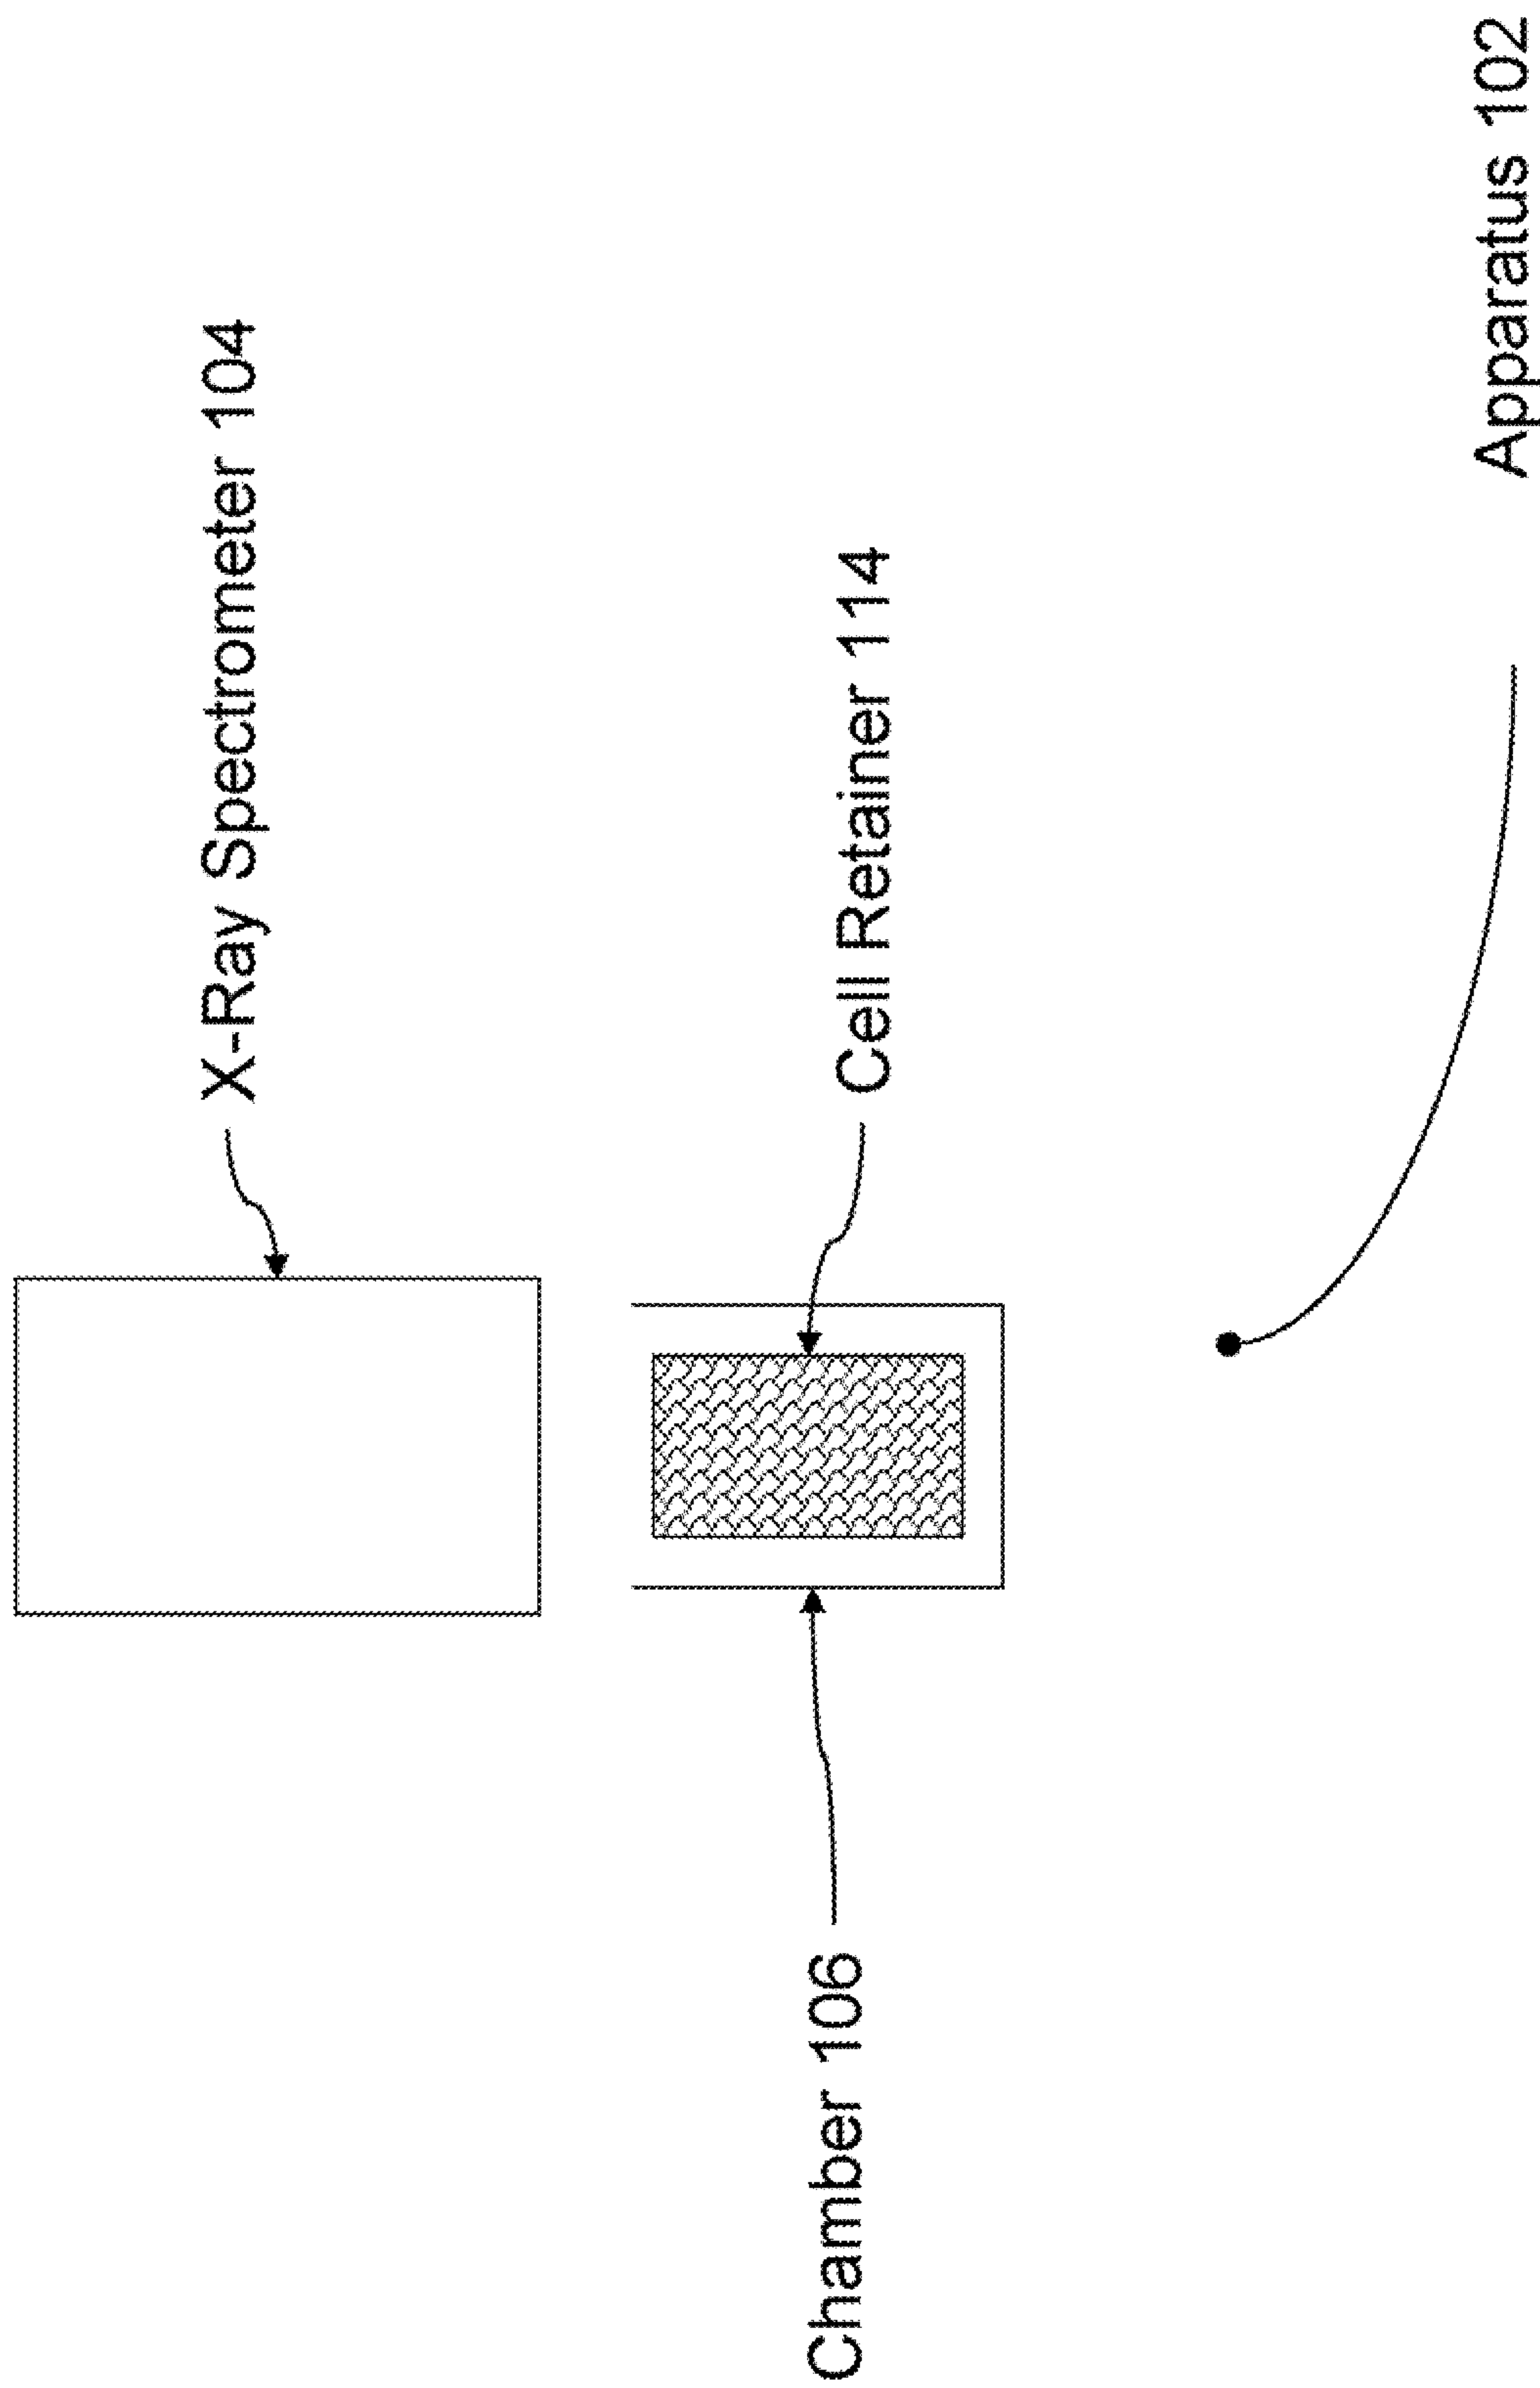 X-Ray Spectrometer 104
Cell Retainer 114
Chamber 106
Apparatus 102